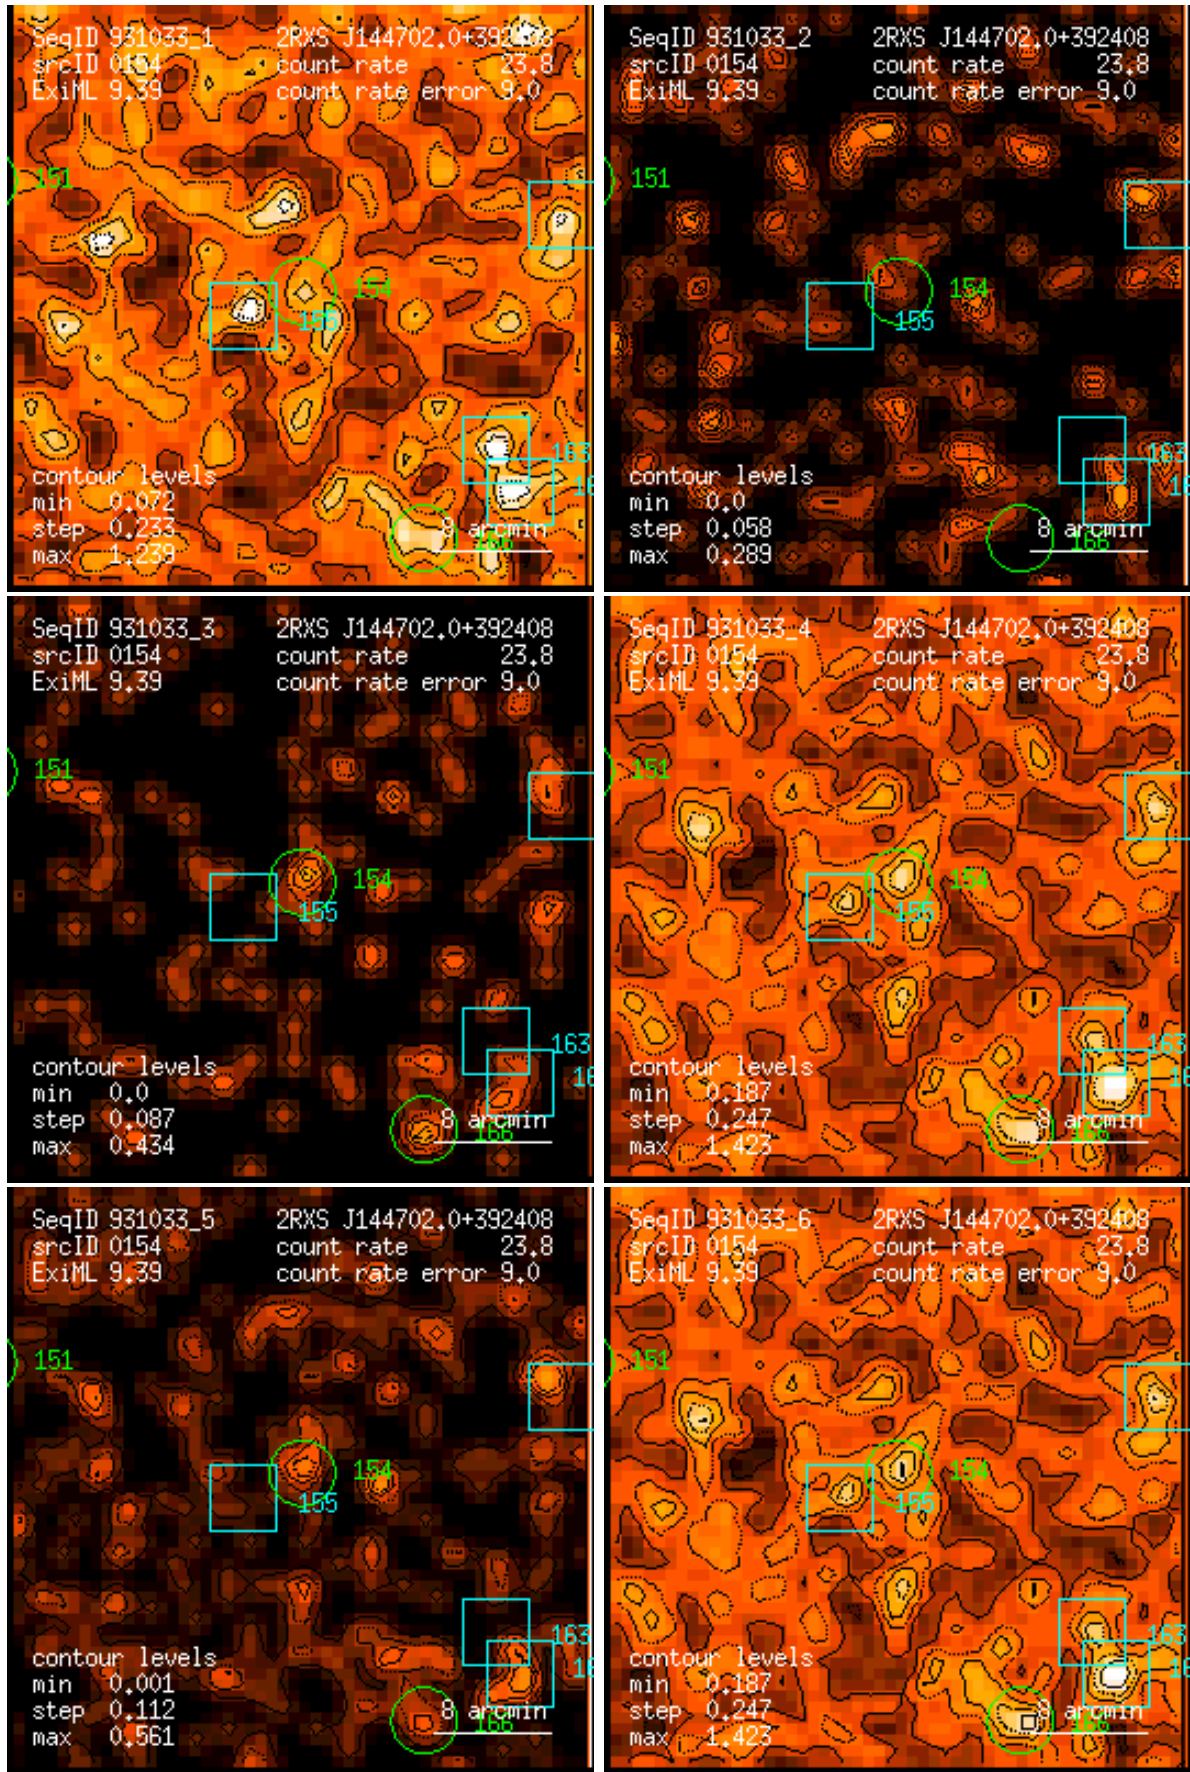 SeqID 931033_1 2RXS J144702.0+392408
srcID 0154 count rate 23.8
ExiML 9.39 count rate error 9.0
151
154
155
163
contour levels
min 0.072
step 0.233
max 1.239
8 arcmin
166
SeqID 931033_2 2RXS J144702.0+392408
srcID 0154 count rate 23.8
ExiML 9.39 count rate error 9.0
151
154
155
163
contour levels
min 0.0
step 0.058
max 0.289
8 arcmin
166
SeqID 931033_3 2RXS J144702.0+392408
srcID 0154 count rate 23.8
ExiML 9.39 count rate error 9.0
151
154
155
163
contour levels
min 0.0
step 0.087
max 0.434
8 arcmin
166
SeqID 931033_4 2RXS J144702.0+392408
srcID 0154 count rate 23.8
ExiML 9.39 count rate error 9.0
151
154
155
163
contour levels
min 0.187
step 0.247
max 1.423
8 arcmin
166
SeqID 931033_5 2RXS J144702.0+392408
srcID 0154 count rate 23.8
ExiML 9.39 count rate error 9.0
151
154
155
163
contour levels
min 0.001
step 0.112
max 0.561
8 arcmin
166
SeqID 931033_6 2RXS J144702.0+392408
srcID 0154 count rate 23.8
ExiML 9.39 count rate error 9.0
151
154
155
163
contour levels
min 0.187
step 0.247
max 1.423
8 arcmin
166